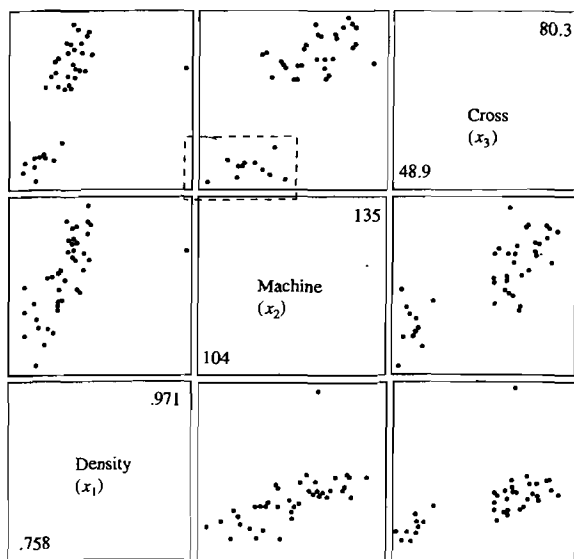 80.3
Cross
(x₃)
48.9
135
Machine
(x₂)
104
.971
Density
(x₁)
.758